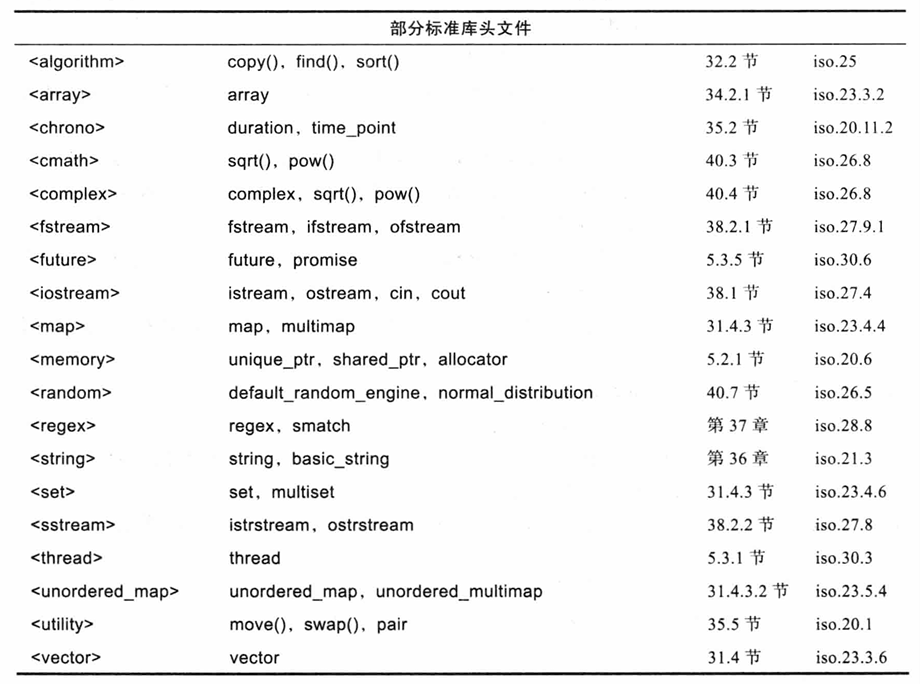 部分标准库头文件
<algorithm> copy(), find(), sort() 32.2 节 iso.25
<array> array 34.2.1 节 iso.23.3.2
<chrono> duration, time_point 35.2 节 iso.20.11.2
<cmath> sqrt(), pow() 40.3 节 iso.26.8
<complex> complex, sqrt(), pow() 40.4 节 iso.26.8
<fstream> fstream, ifstream, ofstream 38.2.1 节 iso.27.9.1
<future> future, promise 5.3.5 节 iso.30.6
<iostream> istream, ostream, cin, cout 38.1 节 iso.27.4
<map> map, multimap 31.4.3 节 iso.23.4.4
<memory> unique_ptr, shared_ptr, allocator 5.2.1 节 iso.20.6
<random> default_random_engine, normal_distribution 40.7 节 iso.26.5
<regex> regex, smatch 第 37 章 iso.28.8
<string> string, basic_string 第 36 章 iso.21.3
<set> set, multiset 31.4.3 节 iso.23.4.6
<sstream> istrstream, ostrstream 38.2.2 节 iso.27.8
<thread> thread 5.3.1 节 iso.30.3
<unordered_map> unordered_map, unordered_multimap 31.4.3.2 节 iso.23.5.4
<utility> move(), swap(), pair 35.5 节 iso.20.1
<vector> vector 31.4 节 iso.23.3.6